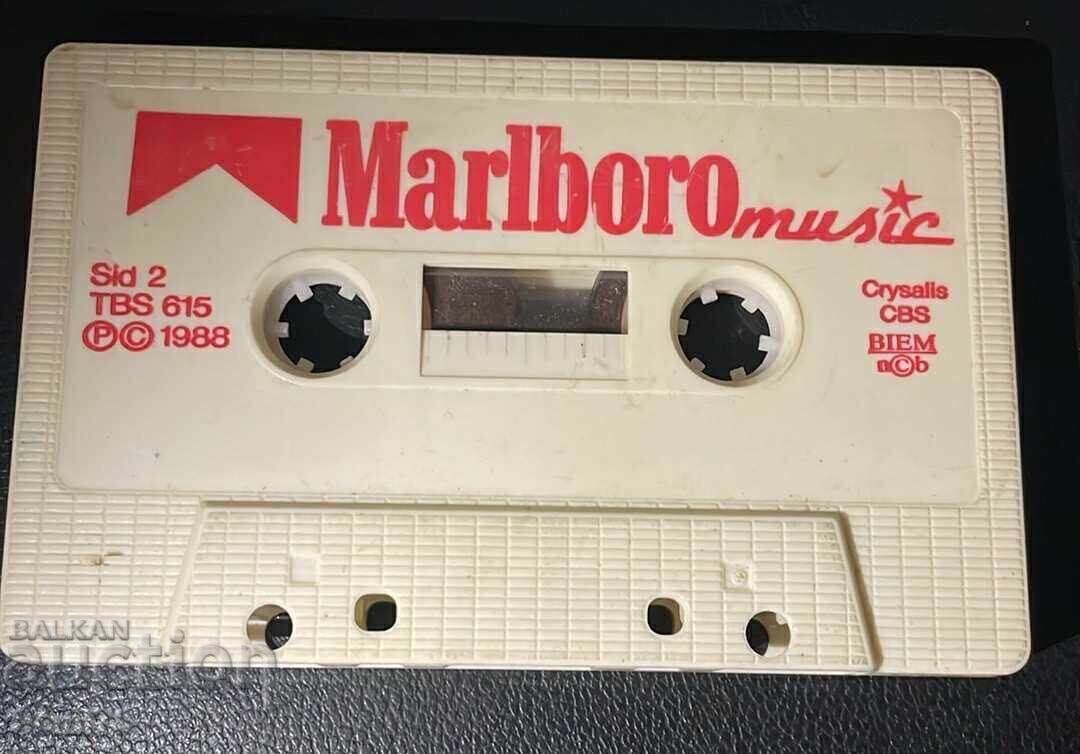 Marlboro music
Sid 2
TBS 615
℗© 1988
Crysalis
CBS
BIEM
n©b
BALKAN
auction